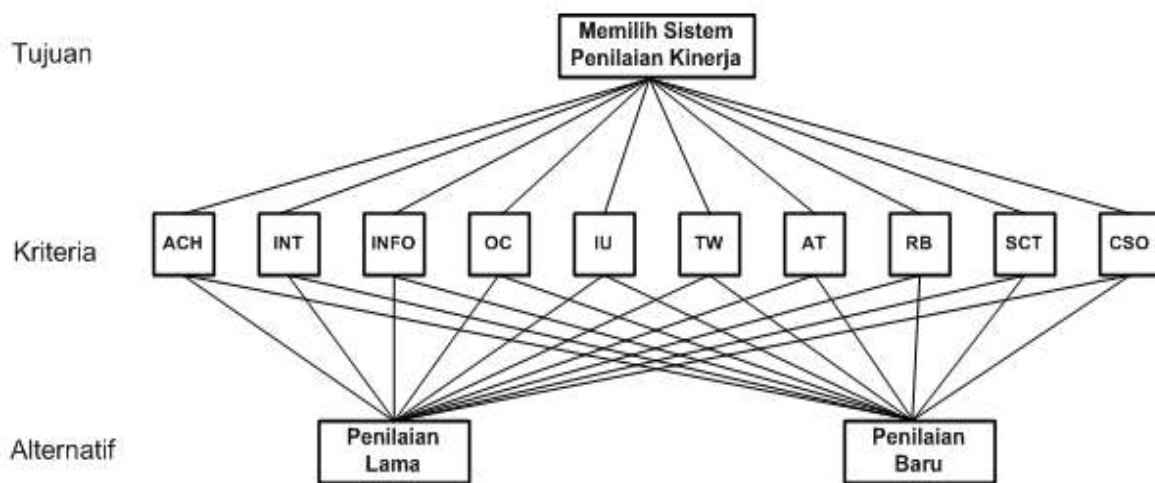 Tujuan
Memilih Sistem
Penilaian Kinerja
Kriteria
ACH
INT
INFO
OC
IU
TW
AT
RB
SCT
CSO
Alternatif
Penilaian
Lama
Penilaian
Baru